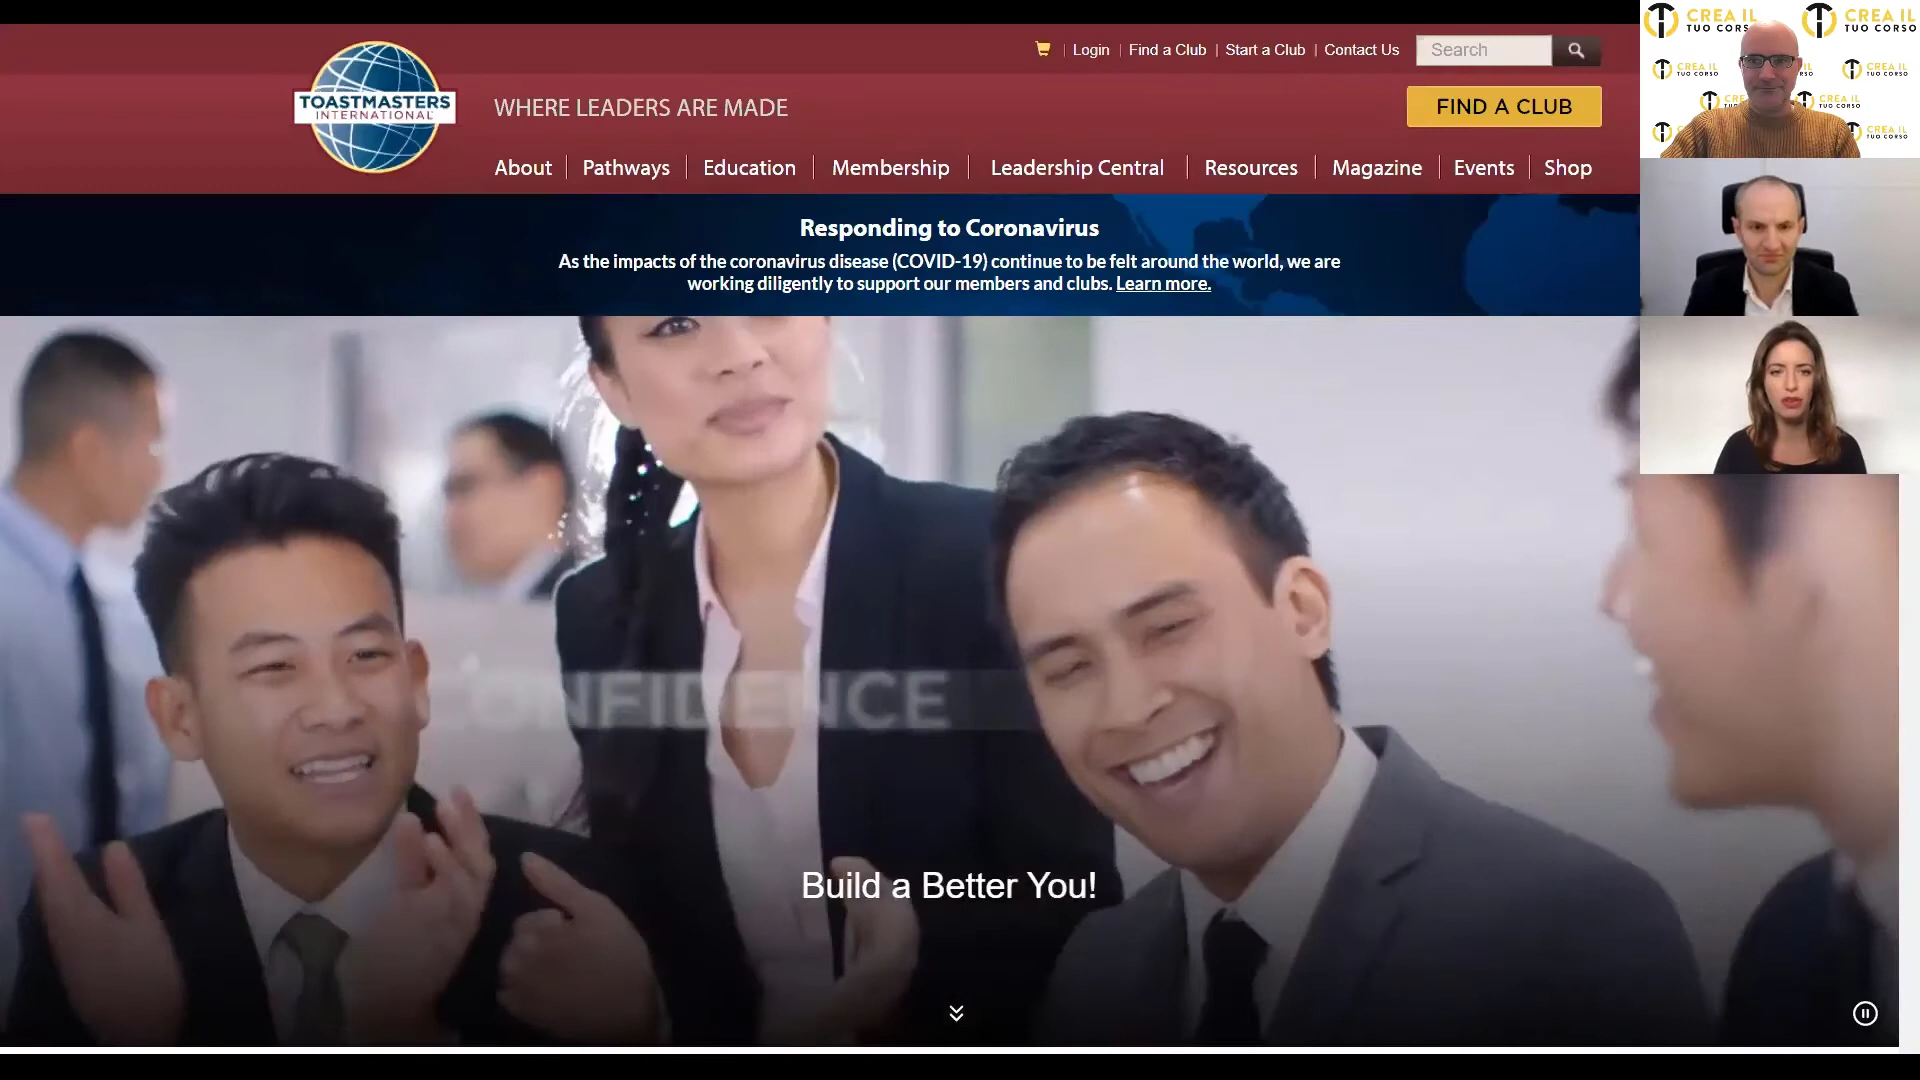 Login | Find a Club | Start a Club | Contact Us
Search
TOASTMASTERS
INTERNATIONAL
WHERE LEADERS ARE MADE
FIND A CLUB
About
Pathways
Education
Membership
Leadership Central
Resources
Magazine
Events
Shop
Responding to Coronavirus
As the impacts of the coronavirus disease (COVID-19) continue to be felt around the world, we are
working diligently to support our members and clubs. Learn more.
ONFIDENCE
Build a Better You!
CREA IL
TUO CORSO
CREA IL
TUO CORSO
CREA IL
TUO CORSO
CREA IL
TUO CORSO
CREA IL
TUO CORSO
CREA IL
TUO CORSO